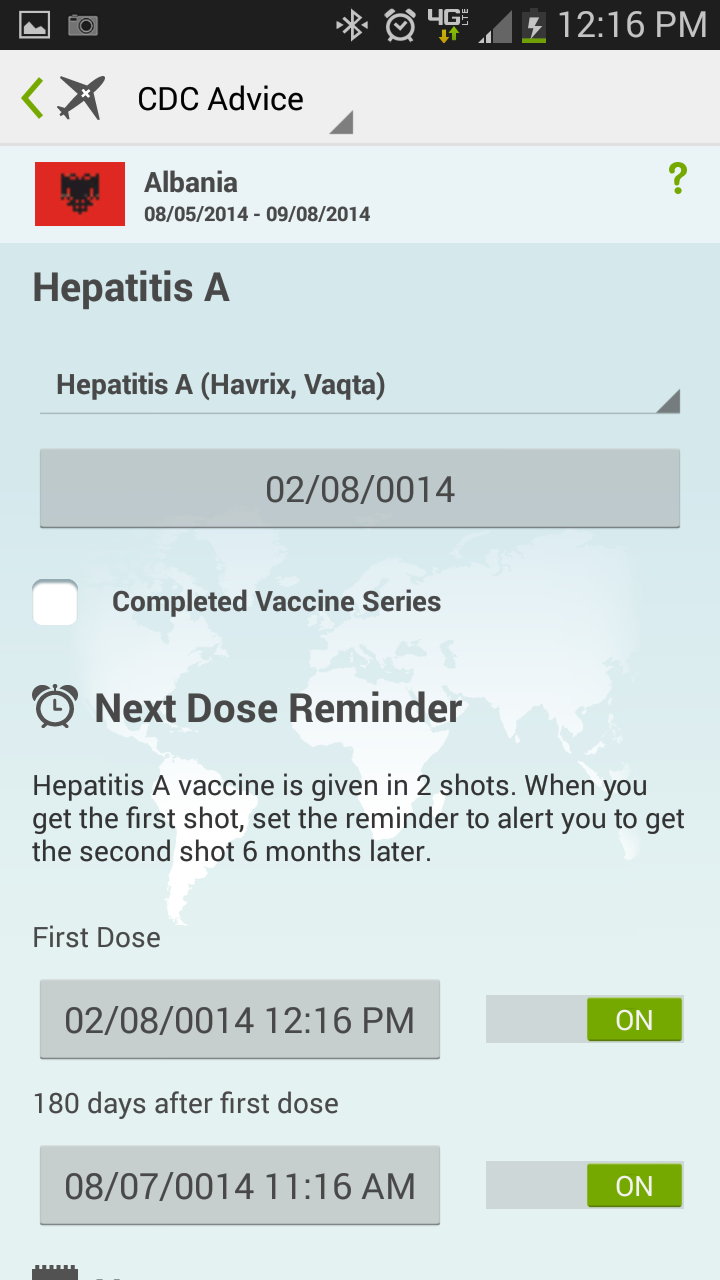 4G LTE 12:16 PM
CDC Advice
Albania
?
08/05/2014 - 09/08/2014
Hepatitis A
Hepatitis A (Havrix, Vaqta)
02/08/0014
Completed Vaccine Series
Next Dose Reminder
Hepatitis A vaccine is given in 2 shots. When you
get the first shot, set the reminder to alert you to get
the second shot 6 months later.
First Dose
02/08/0014 12:16 PM ON
180 days after first dose
08/07/0014 11:16 AM ON